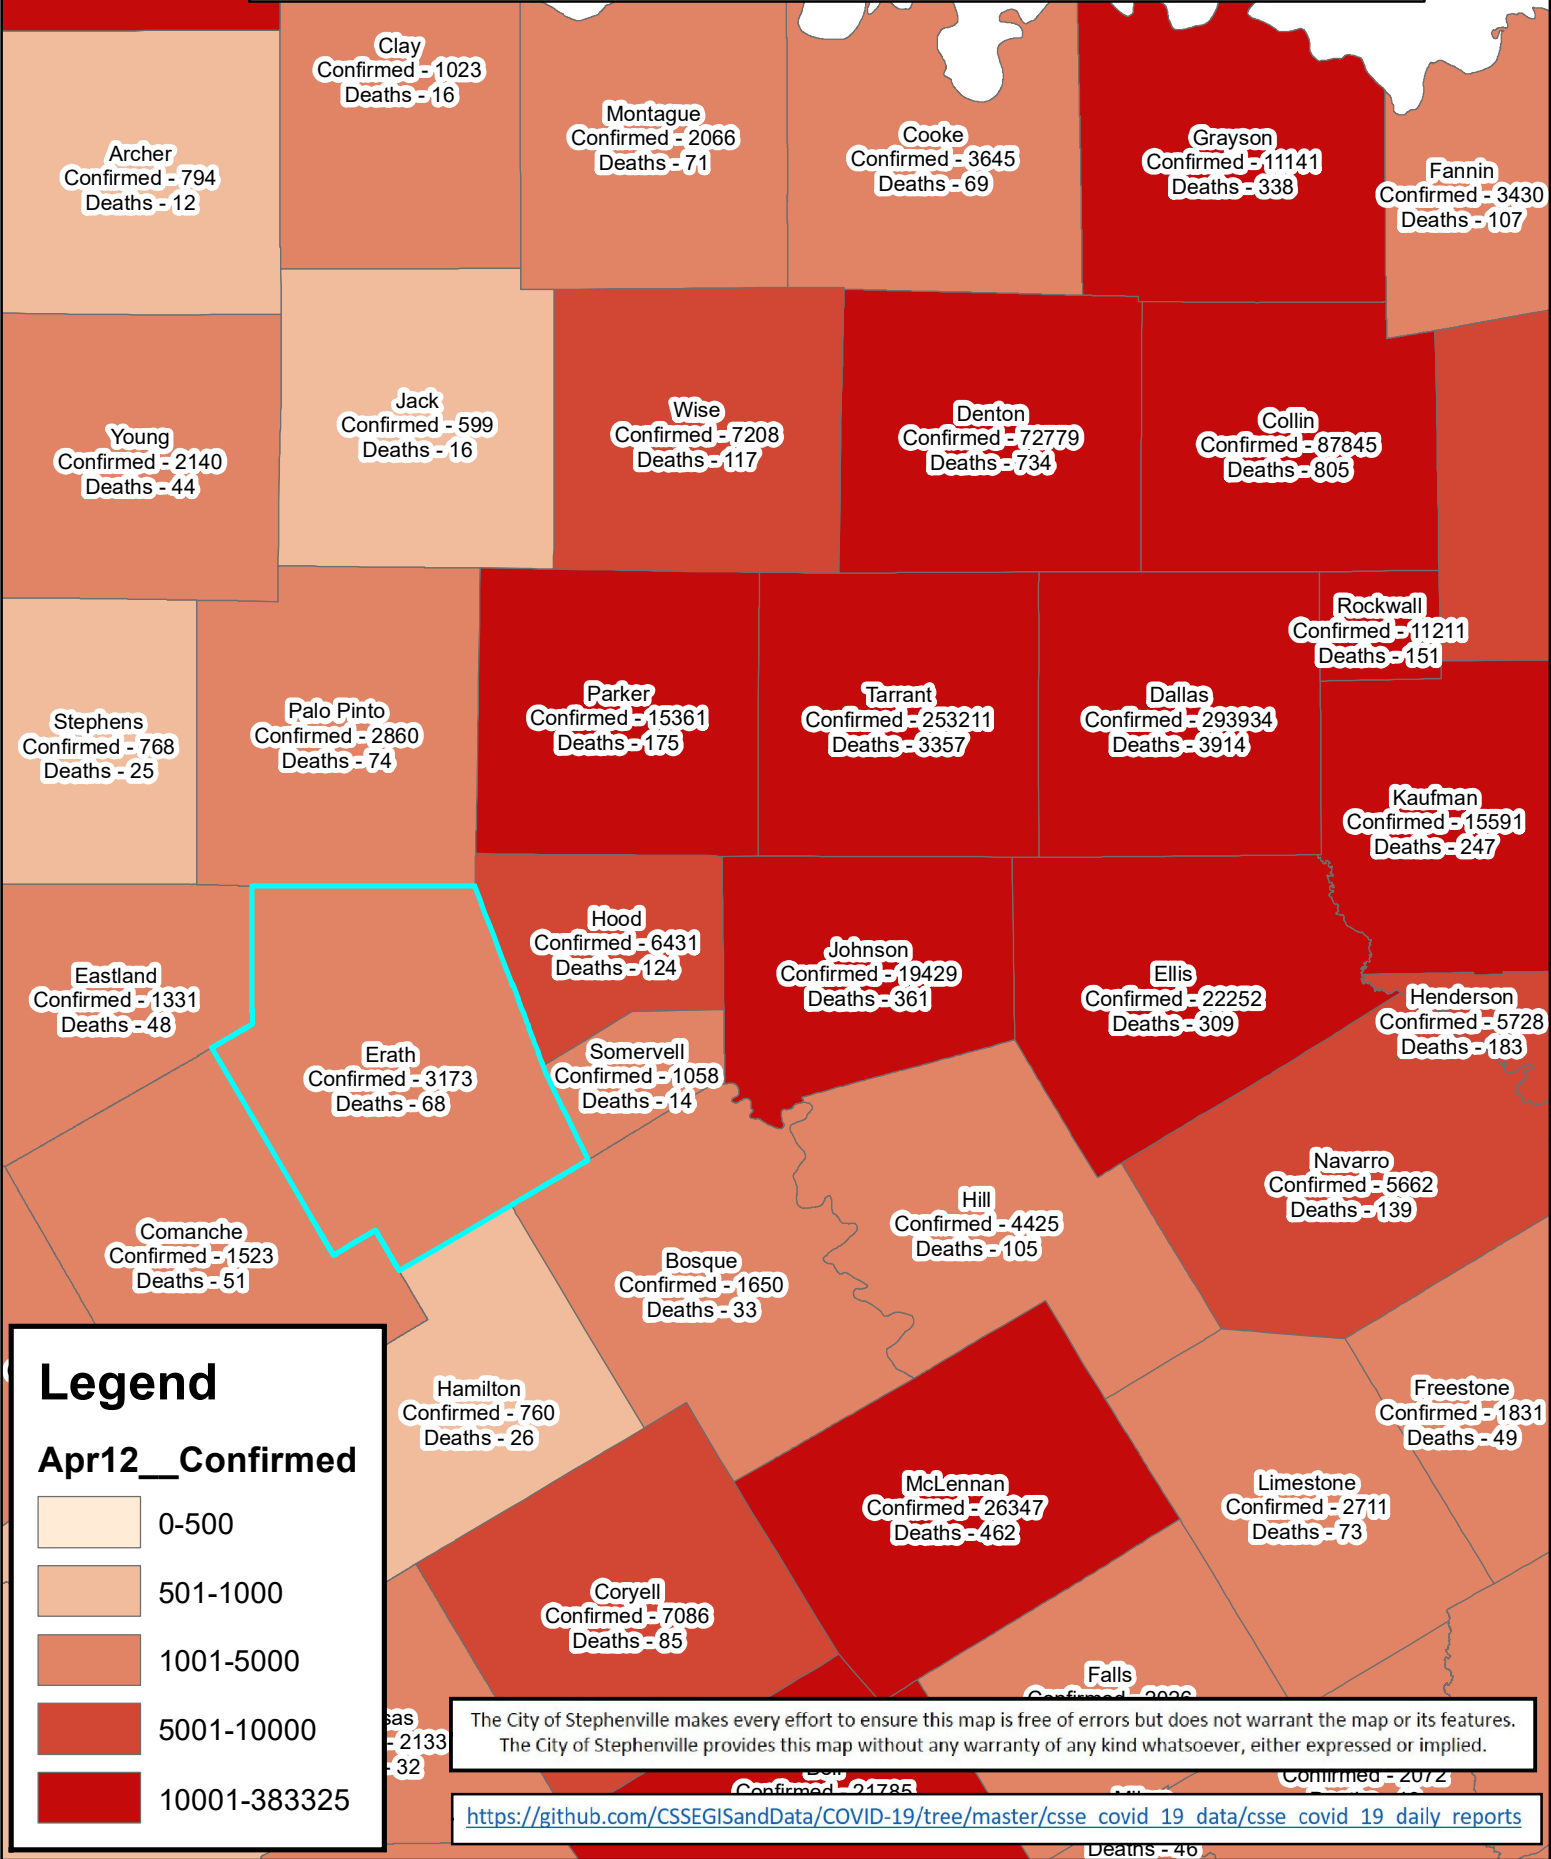 Clay
Confirmed - 1023
Deaths - 16
Montague
Confirmed - 2066
Deaths - 71
Cooke
Confirmed - 3645
Deaths - 69
Grayson
Confirmed - 11141
Deaths - 338
Fannin
Confirmed - 3430
Deaths - 107
Archer
Confirmed - 794
Deaths - 12
Young
Confirmed - 2140
Deaths - 44
Jack
Confirmed - 599
Deaths - 16
Wise
Confirmed - 7208
Deaths - 117
Denton
Confirmed - 72779
Deaths - 734
Collin
Confirmed - 87845
Deaths - 805
Rockwall
Confirmed - 11211
Deaths - 151
Stephens
Confirmed - 768
Deaths - 25
Palo Pinto
Confirmed - 2860
Deaths - 74
Parker
Confirmed - 15361
Deaths - 175
Tarrant
Confirmed - 253211
Deaths - 3357
Dallas
Confirmed - 293934
Deaths - 3914
Kaufman
Confirmed - 15591
Deaths - 247
Eastland
Confirmed - 1331
Deaths - 48
Erath
Confirmed - 3173
Deaths - 68
Hood
Confirmed - 6431
Deaths - 124
Somervell
Confirmed - 1058
Deaths - 14
Johnson
Confirmed - 19429
Deaths - 361
Ellis
Confirmed - 22252
Deaths - 309
Henderson
Confirmed - 5728
Deaths - 183
Navarro
Confirmed - 5662
Deaths - 139
Comanche
Confirmed - 1523
Deaths - 51
Bosque
Confirmed - 1650
Deaths - 33
Hill
Confirmed - 4425
Deaths - 105
Hamilton
Confirmed - 760
Deaths - 26
Freestone
Confirmed - 1831
Deaths - 49
McLennan
Confirmed - 26347
Deaths - 462
Limestone
Confirmed - 2711
Deaths - 73
Coryell
Confirmed - 7086
Deaths - 85
Falls
sas
- 2133
- 32
Confirmed - 21785
Confirmed - 2072
Deaths - 46
Legend
Apr12__Confirmed
0-500
501-1000
1001-5000
5001-10000
10001-383325
The City of Stephenville makes every effort to ensure this map is free of errors but does not warrant the map or its features.
The City of Stephenville provides this map without any warranty of any kind whatsoever, either expressed or implied.
https://github.com/CSSEGISandData/COVID-19/tree/master/csse_covid_19_data/csse_covid_19_daily_reports